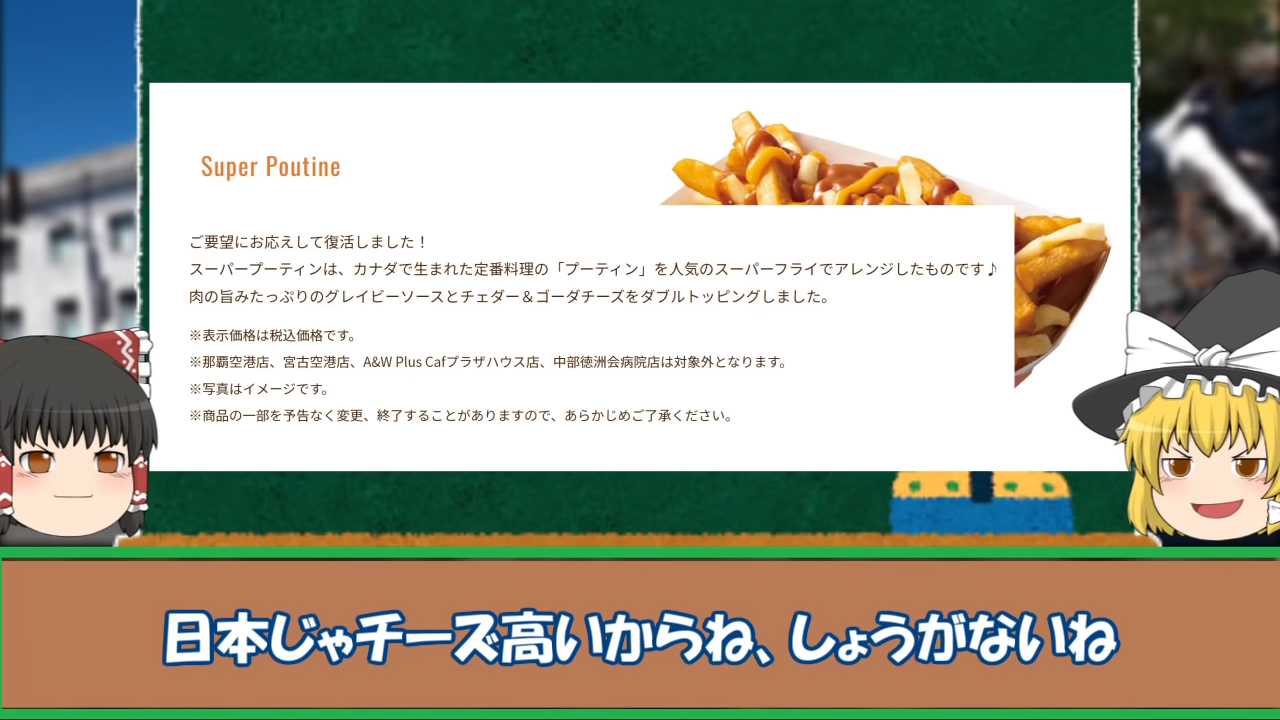 Super Poutine
ご要望にお応えして復活しました！
スーパープーティンは、カナダで生まれた定番料理の「プーティン」を人気のスーパーフライでアレンジしたものです♪
肉の旨みたっぷりのグレイビーソースとチェダー＆ゴーダチーズをダブルトッピングしました。
※表示価格は税込価格です。
※那覇空港店、宮古空港店、A&W Plus Cafプラザハウス店、中部徳洲会病院店は対象外となります。
※写真はイメージです。
※商品の一部を予告なく変更、終了することがありますので、あらかじめご了承ください。
日本じゃチーズ高いからね、しょうがないね